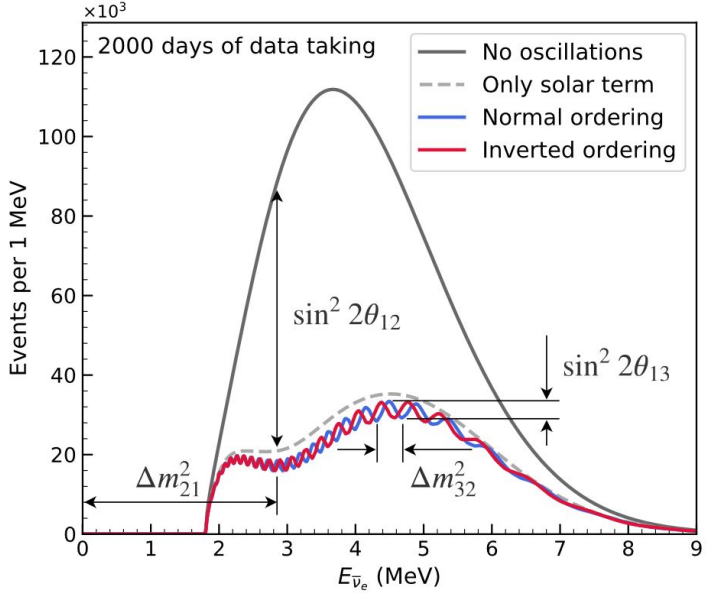 ×10³
2000 days of data taking
No oscillations
Only solar term
Normal ordering
Inverted ordering
Events per 1 MeV
120
100
80
60
40
20
0
sin² 2θ₁₂
sin² 2θ₁₃
Δm²₂₁
Δm²₃₂
0 1 2 3 4 5 6 7 8 9
E_ν̄ₑ (MeV)